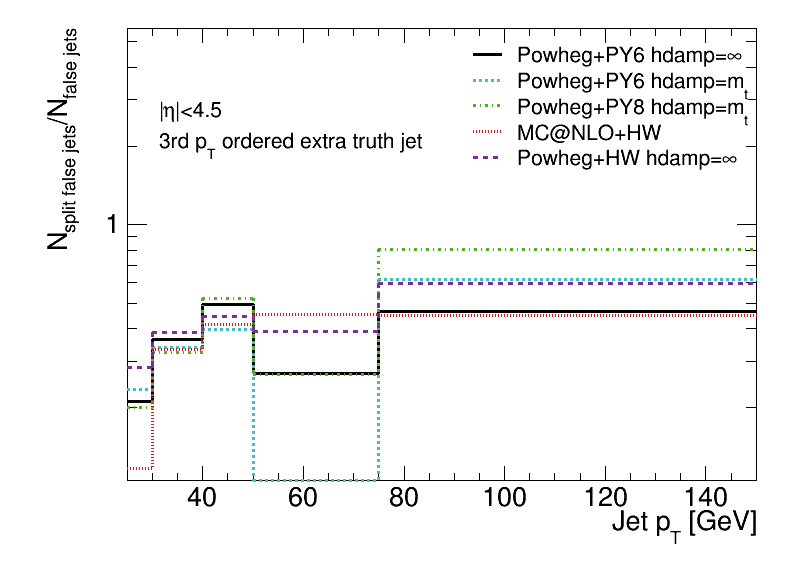 N_split false jets/N_false jets
Powheg+PY6 hdamp=∞
Powheg+PY6 hdamp=m_t
Powheg+PY8 hdamp=m_t
MC@NLO+HW
Powheg+HW hdamp=∞
|η|<4.5
3rd p_T ordered extra truth jet
1
40 60 80 100 120 140
Jet p_T [GeV]